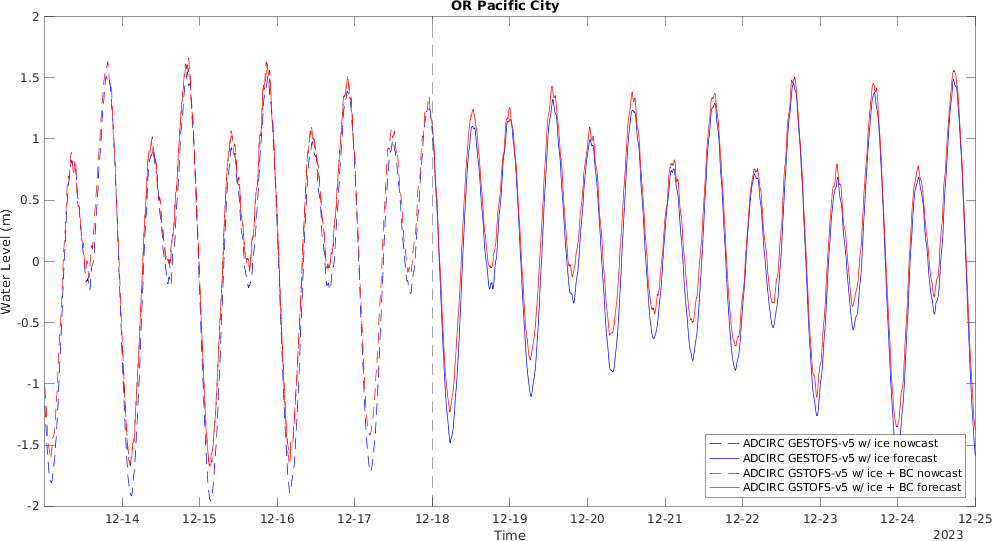 OR Pacific City
2
1.5
1
0.5
0
-0.5
-1
-1.5
-2
Water Level (m)
ADCIRC GESTOFS-v5 w/ ice nowcast
ADCIRC GESTOFS-v5 w/ ice forecast
ADCIRC GSTOFS-v5 w/ ice + BC nowcast
ADCIRC GSTOFS-v5 w/ ice + BC forecast
12-14 12-15 12-16 12-17 12-18 12-19 12-20 12-21 12-22 12-23 12-24 12-25
Time
2023